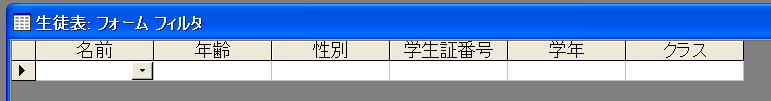 生徒表: フォーム フィルタ
名前 年齢 性別 学生証番号 学年 クラス